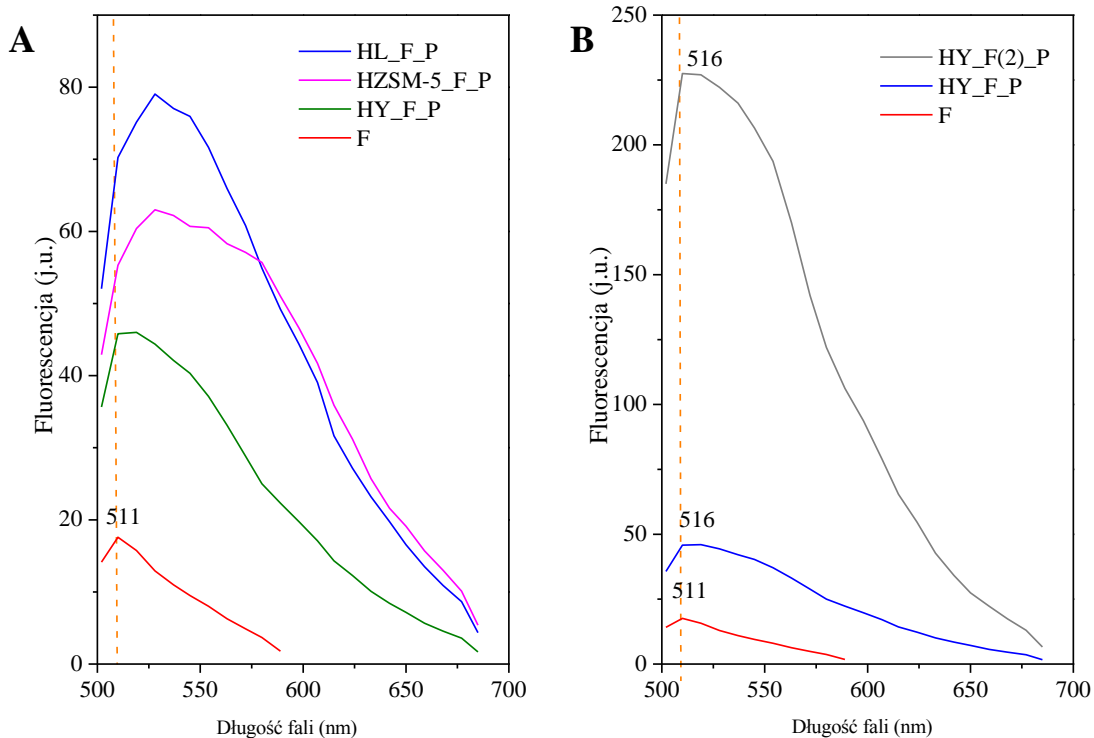 A
HL_F_P
HZSM-5_F_P
HY_F_P
F
80
60
40
20
0
511
Fluorescencja (j.u.)
500
550
600
650
700
Długość fali (nm)
B
516
HY_F(2)_P
HY_F_P
F
250
200
150
100
50
0
516
511
Fluorescencja (j.u.)
500
550
600
650
700
Długość fali (nm)